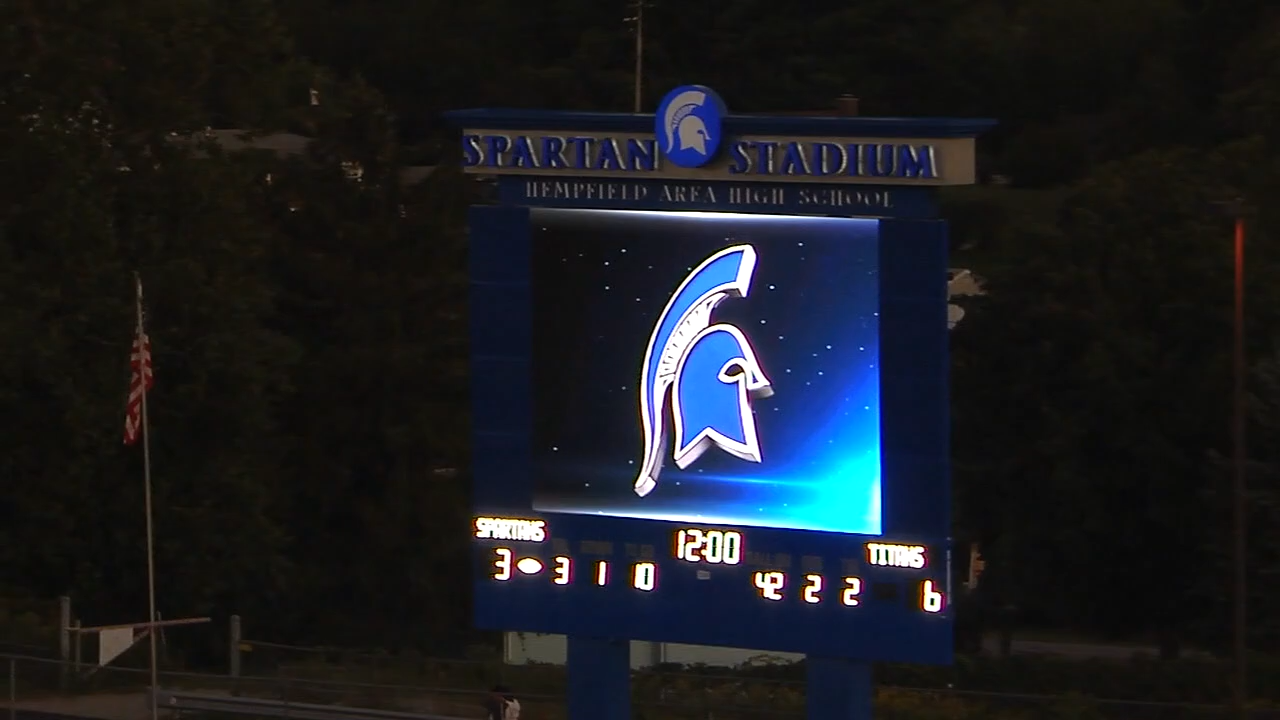 SPARTAN STADIUM
HEMPFIELD AREA HIGH SCHOOL
SPARTANS 12:00 TITANS
3 3 1 10 42 2 2 6